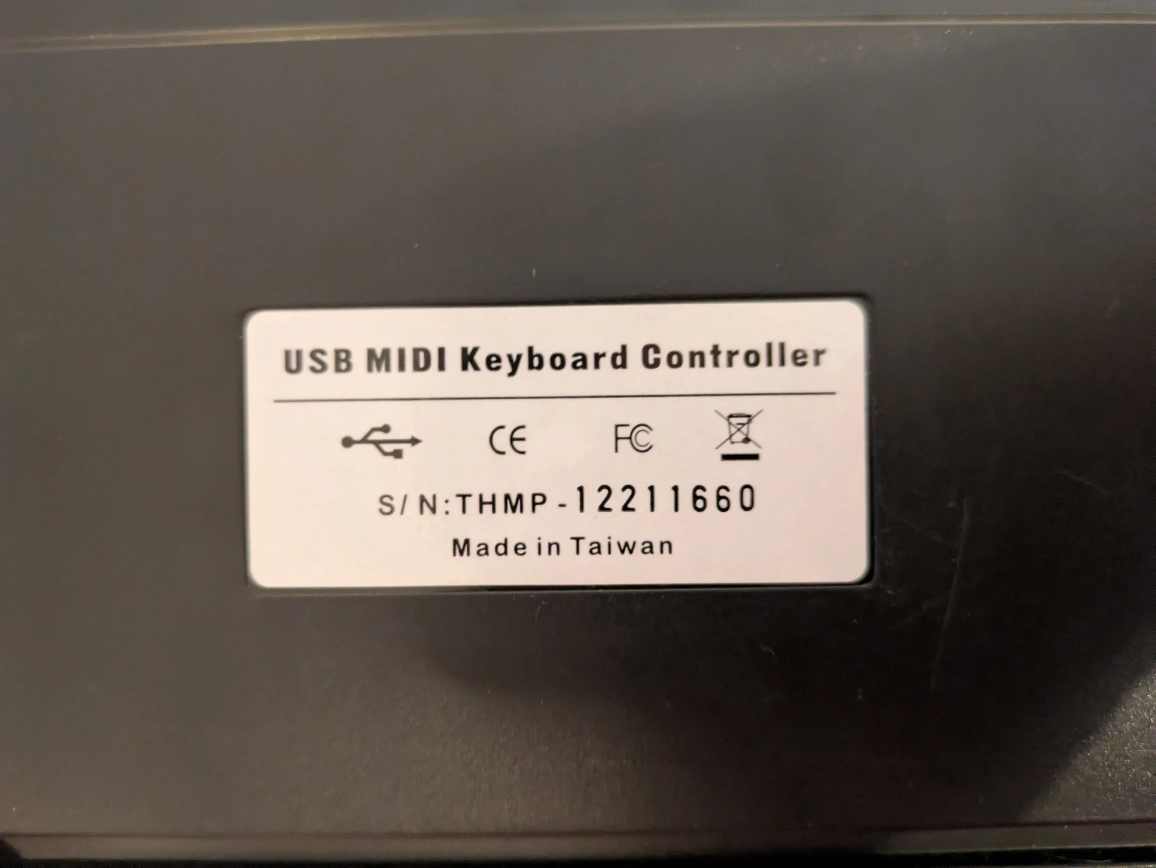 USB MIDI Keyboard Controller
CE FC
S/N:THMP-12211660
Made in Taiwan